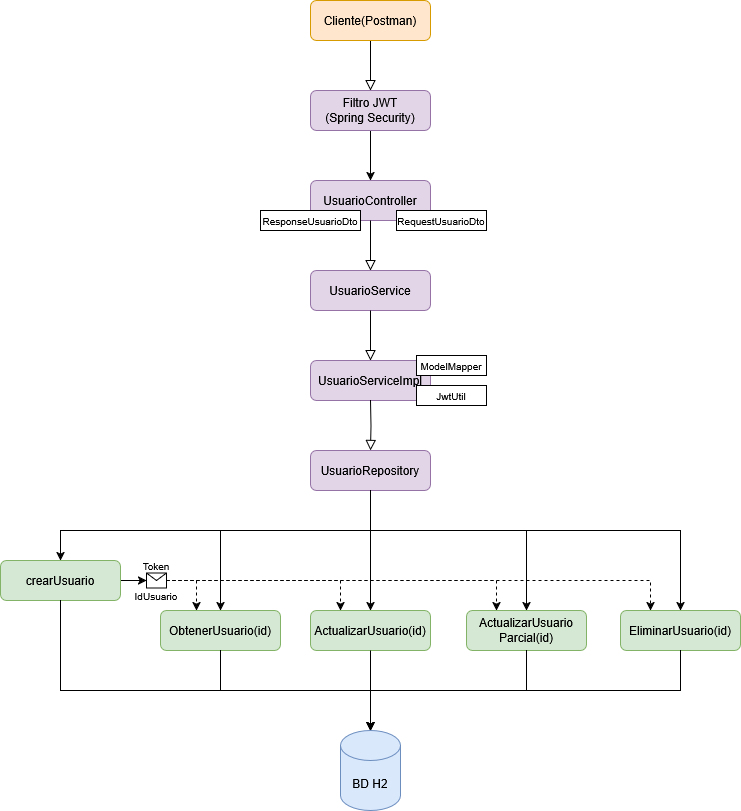 Cliente(Postman)
Filtro JWT
(Spring Security)
UsuarioController
ResponseUsuarioDto
RequestUsuarioDto
UsuarioService
ModelMapper
UsuarioServiceImpl
JwtUtil
UsuarioRepository
Token
crearUsuario
IdUsuario
ObtenerUsuario(id)
ActualizarUsuario(id)
ActualizarUsuario
Parcial(id)
EliminarUsuario(id)
BD H2